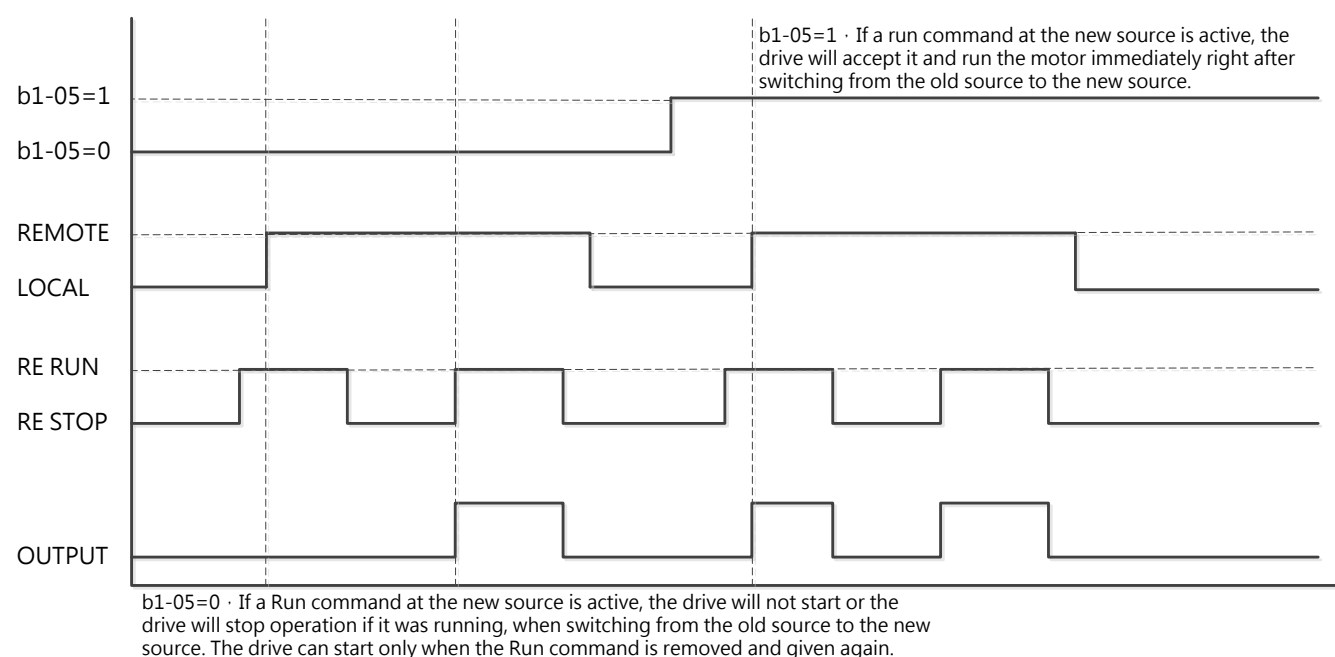 b1-05=1 · If a run command at the new source is active, the
drive will accept it and run the motor immediately right after
switching from the old source to the new source.
b1-05=1
b1-05=0
REMOTE
LOCAL
RE RUN
RE STOP
OUTPUT
b1-05=0 · If a Run command at the new source is active, the drive will not start or the
drive will stop operation if it was running, when switching from the old source to the new
source. The drive can start only when the Run command is removed and given again.